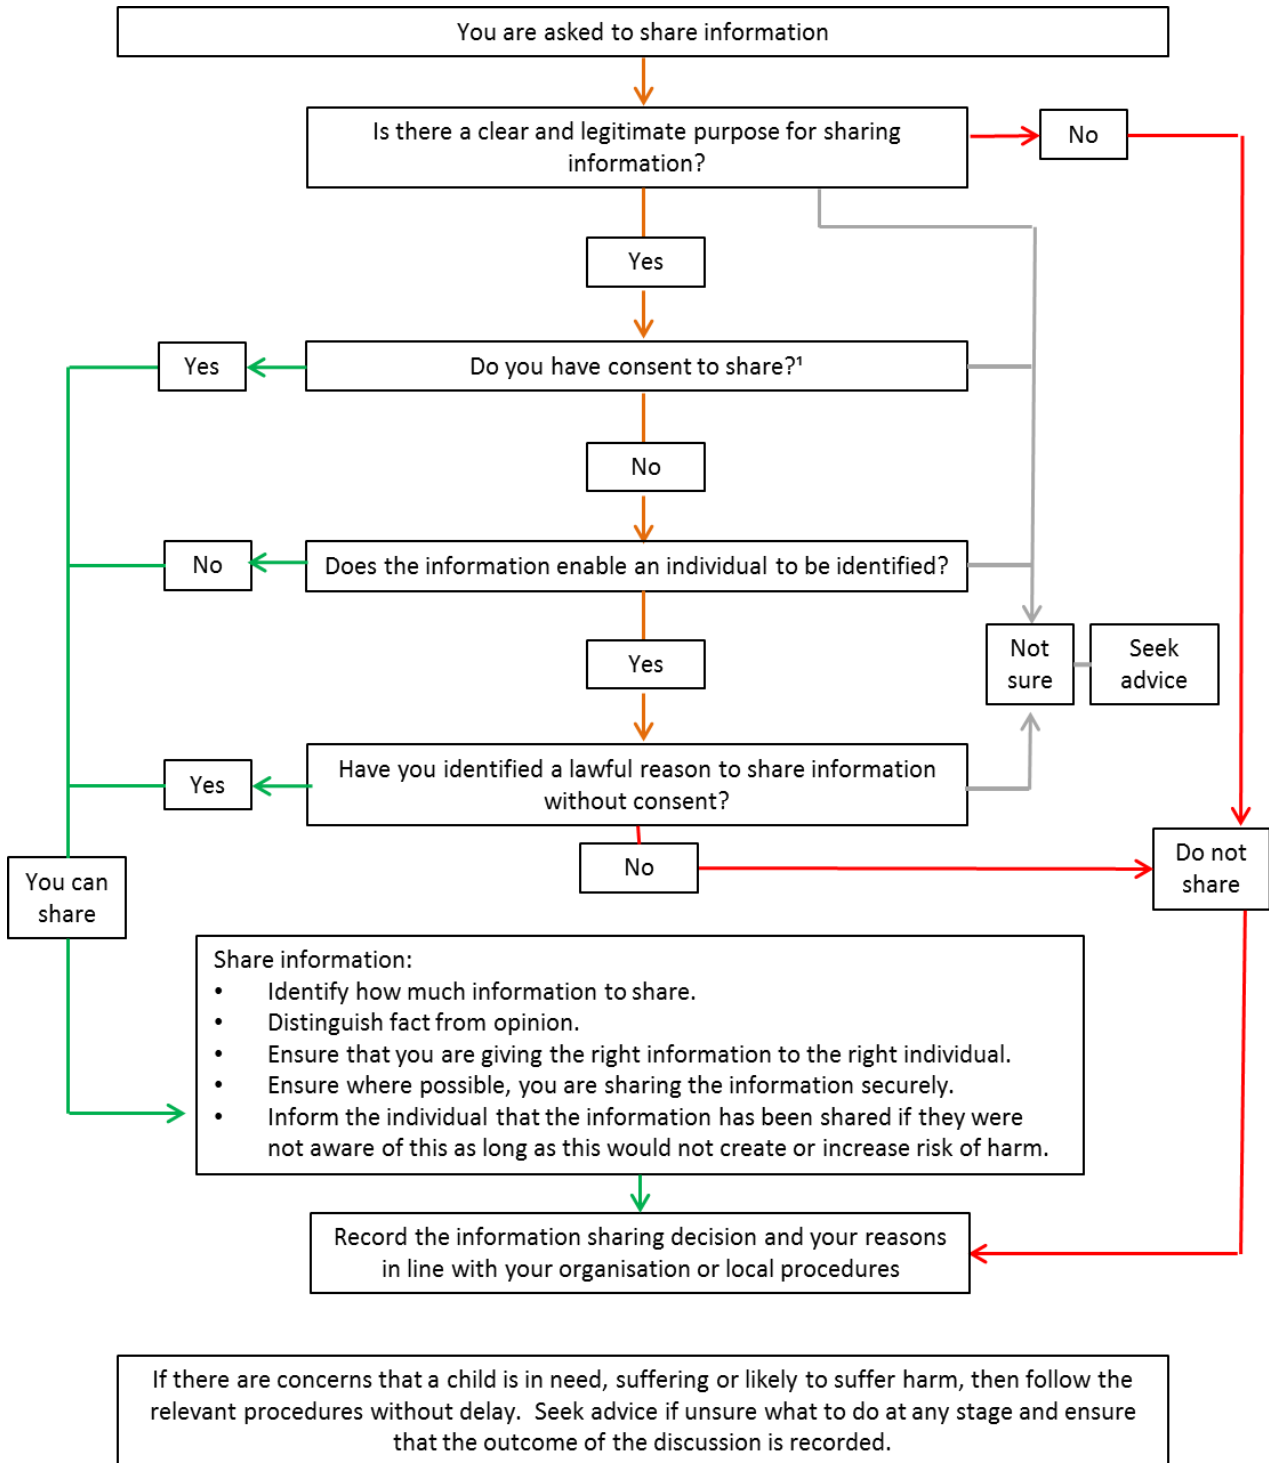 You are asked to share information
Is there a clear and legitimate purpose for sharing
information?
No
Yes
Yes
Do you have consent to share?¹
No
No
Does the information enable an individual to be identified?
Yes
Not
sure
Seek
advice
Yes
Have you identified a lawful reason to share information
without consent?
No
Do not
share
You can
share
Share information:
• Identify how much information to share.
• Distinguish fact from opinion.
• Ensure that you are giving the right information to the right individual.
• Ensure where possible, you are sharing the information securely.
• Inform the individual that the information has been shared if they were
not aware of this as long as this would not create or increase risk of harm.
Record the information sharing decision and your reasons
in line with your organisation or local procedures
If there are concerns that a child is in need, suffering or likely to suffer harm, then follow the
relevant procedures without delay.  Seek advice if unsure what to do at any stage and ensure
that the outcome of the discussion is recorded.